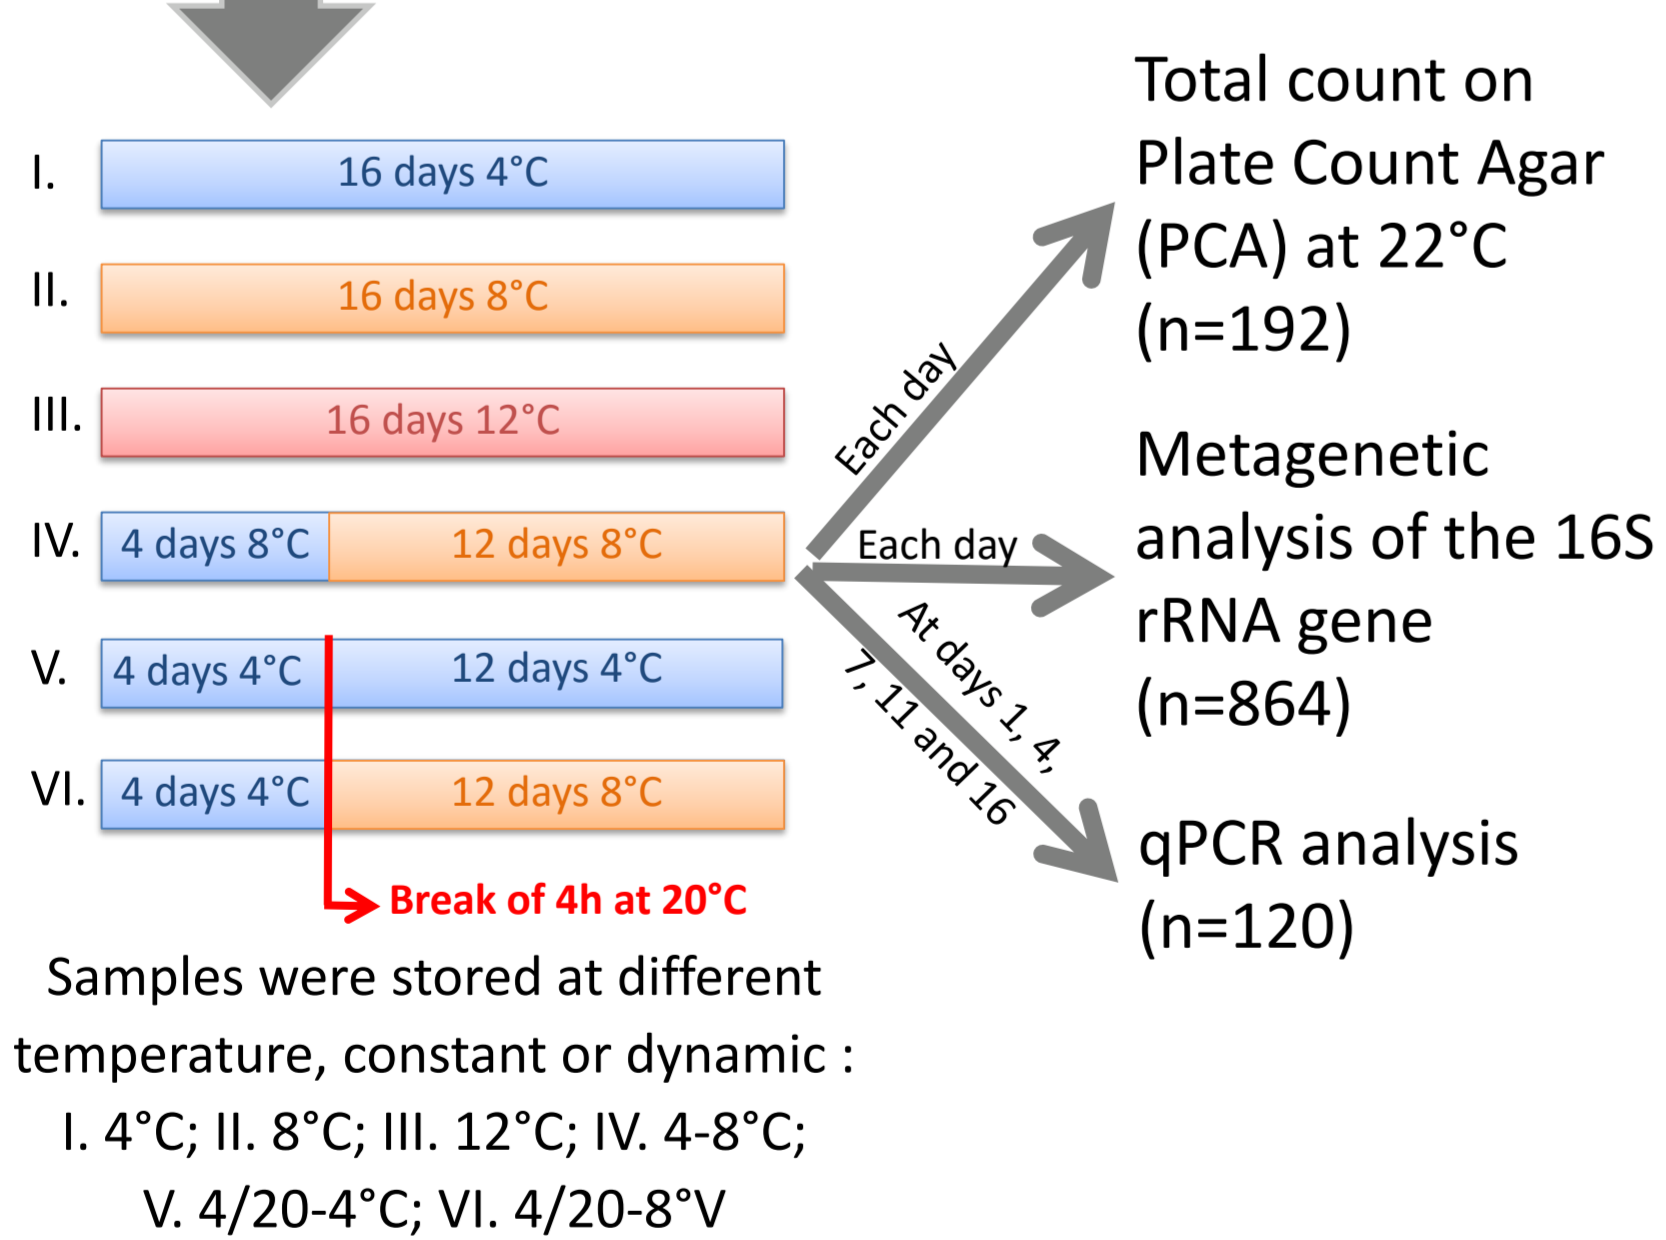 I.
16 days 4°C
II.
16 days 8°C
III.
16 days 12°C
IV.
4 days 8°C
12 days 8°C
V.
4 days 4°C
12 days 4°C
VI.
4 days 4°C
12 days 8°C
Break of 4h at 20°C
Samples were stored at different
temperature, constant or dynamic :
I. 4°C; II. 8°C; III. 12°C; IV. 4-8°C;
V. 4/20-4°C; VI. 4/20-8°V
Each day
Each day
At days 1, 4,
7, 11 and 16
Total count on
Plate Count Agar
(PCA) at 22°C
(n=192)
Metagenetic
analysis of the 16S
rRNA gene
(n=864)
qPCR analysis
(n=120)